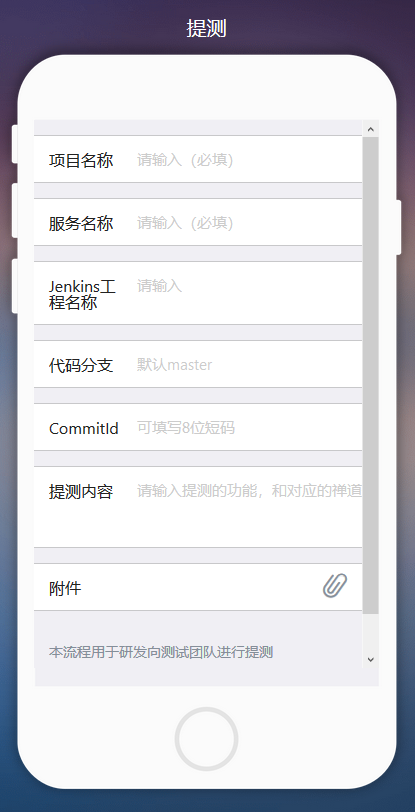 提测
项目名称 请输入（必填）
服务名称 请输入（必填）
Jenkins工 请输入
程名称
代码分支 默认master
CommitId 可填写8位短码
提测内容 请输入提测的功能，和对应的禅道
附件
本流程用于研发向测试团队进行提测